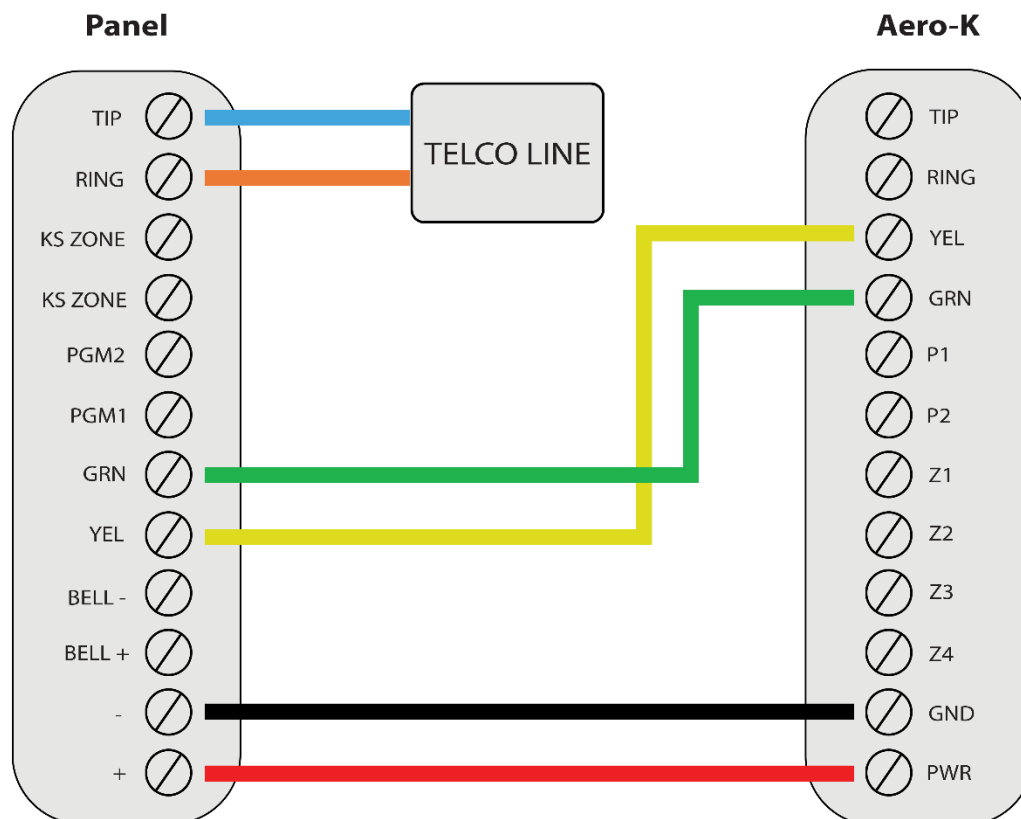 Panel
Aero-K
TIP
RING
KS ZONE
KS ZONE
PGM2
PGM1
GRN
YEL
BELL -
BELL +
-
+
TELCO LINE
TIP
RING
YEL
GRN
P1
P2
Z1
Z2
Z3
Z4
GND
PWR